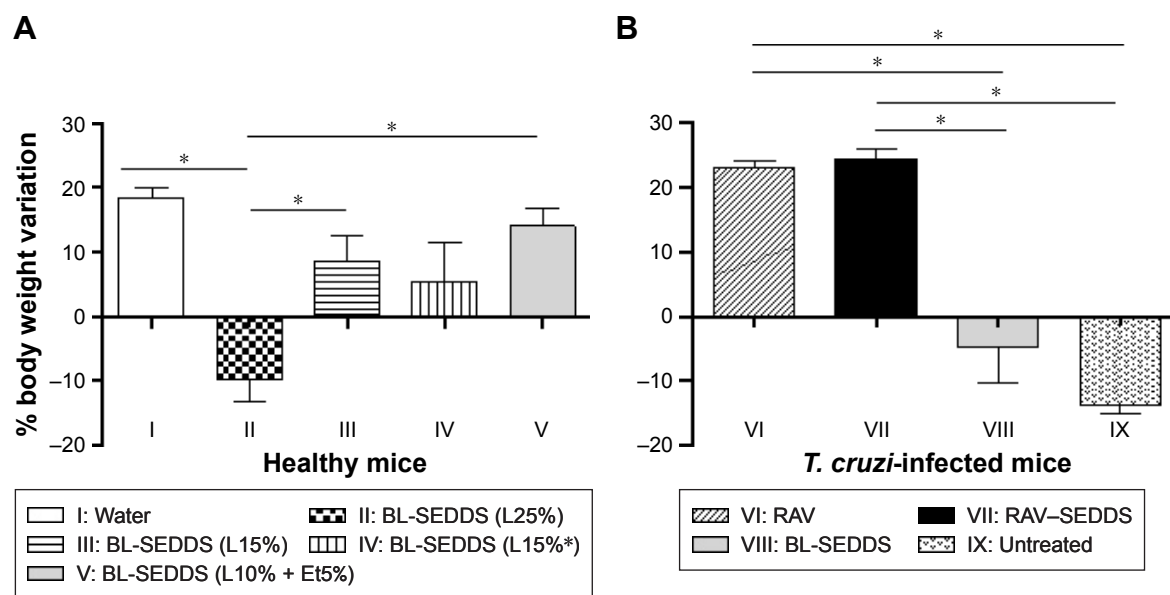 A
% body weight variation
30
20
10
0
–10
–20
*
*
*
I II III IV V
Healthy mice
I: Water II: BL-SEDDS (L25%)
III: BL-SEDDS (L15%) IV: BL-SEDDS (L15%*)
V: BL-SEDDS (L10% + Et5%)
B
*
*
*
*
30
20
10
0
–10
–20
VI VII VIII IX
T. cruzi-infected mice
VI: RAV VII: RAV–SEDDS
VIII: BL-SEDDS IX: Untreated